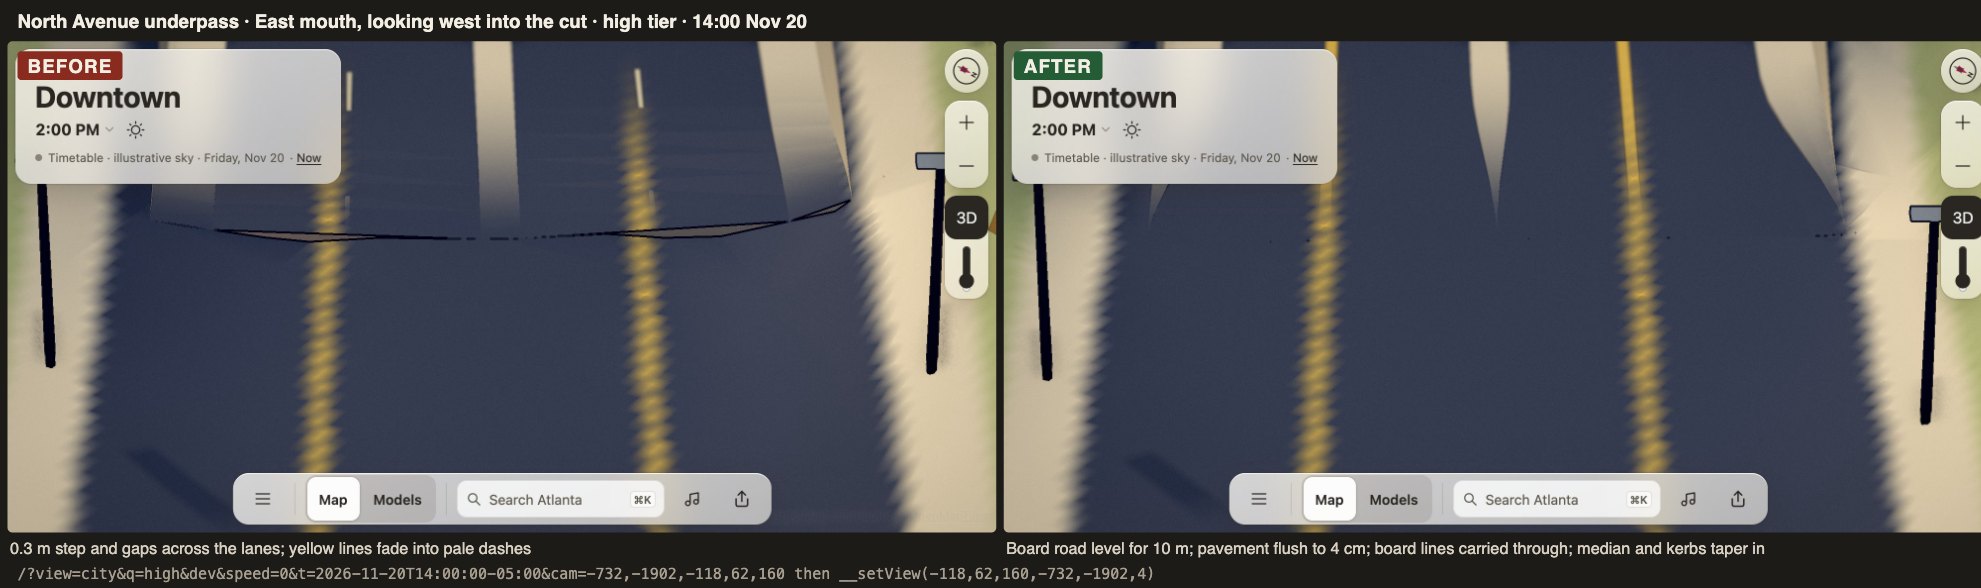 North Avenue underpass · East mouth, looking west into the cut · high tier · 14:00 Nov 20
BEFORE
Downtown
2:00 PM
Timetable · illustrative sky · Friday, Nov 20 · Now
+
−
3D
Map
Models
Search Atlanta
⌘K
0.3 m step and gaps across the lanes; yellow lines fade into pale dashes
AFTER
Downtown
2:00 PM
Timetable · illustrative sky · Friday, Nov 20 · Now
+
−
3D
Map
Models
Search Atlanta
⌘K
Board road level for 10 m; pavement flush to 4 cm; board lines carried through; median and kerbs taper in
/?view=city&q=high&dev&speed=0&t=2026-11-20T14:00:00-05:00&cam=-732,-1902,-118,62,160 then __setView(-118,62,160,-732,-1902,4)